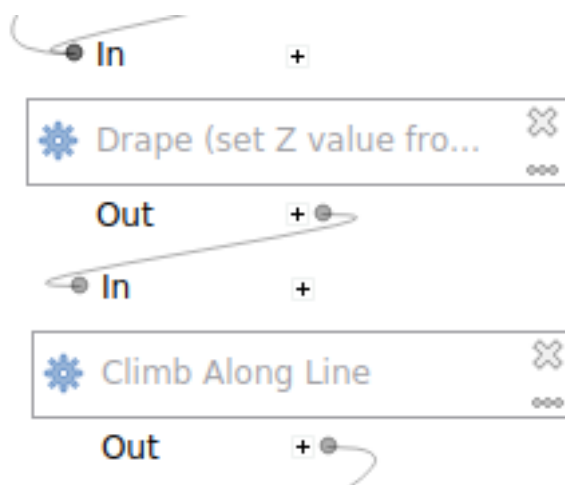 In
Drape (set Z value fro...
Out
In
Climb Along Line
Out